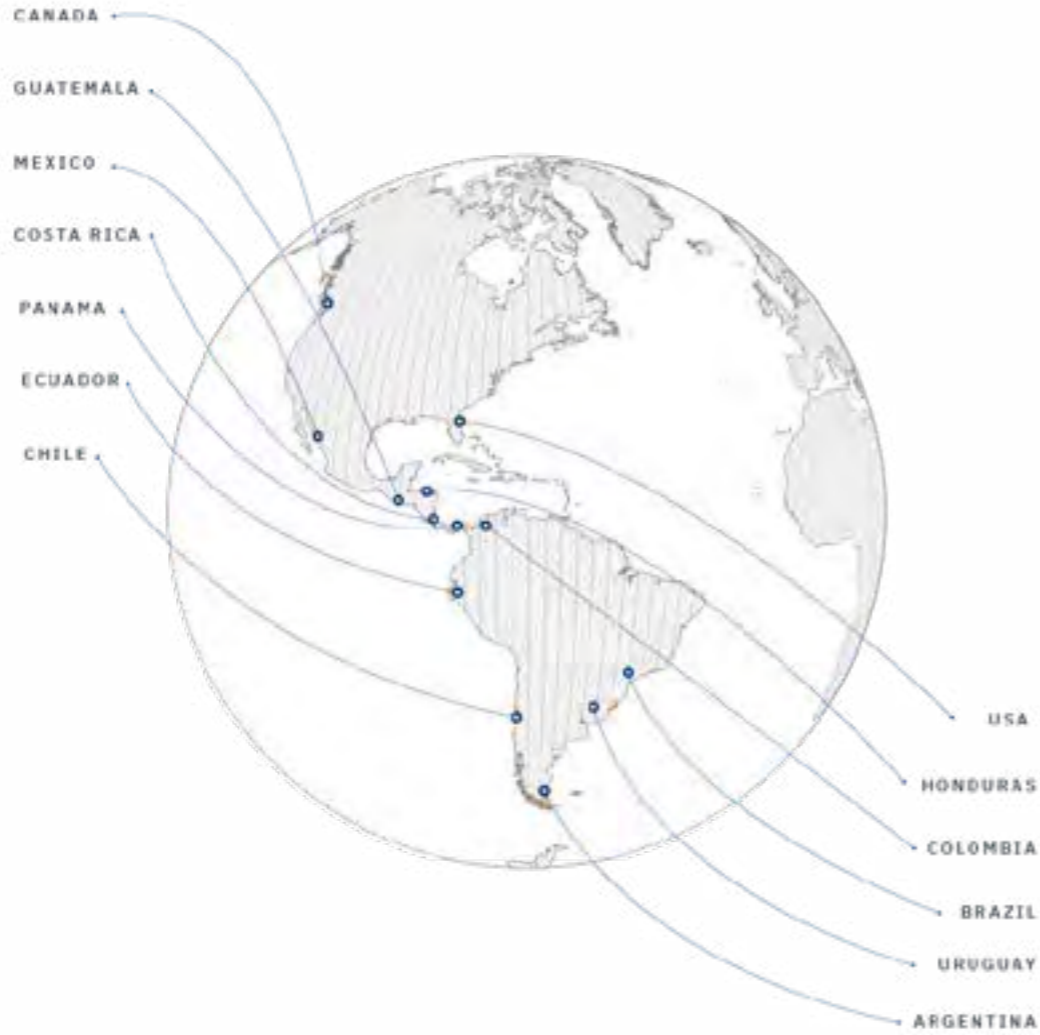 CANADA
GUATEMALA
MEXICO
COSTA RICA
PANAMA
ECUADOR
CHILE
USA
HONDURAS
COLOMBIA
BRAZIL
URUGUAY
ARGENTINA